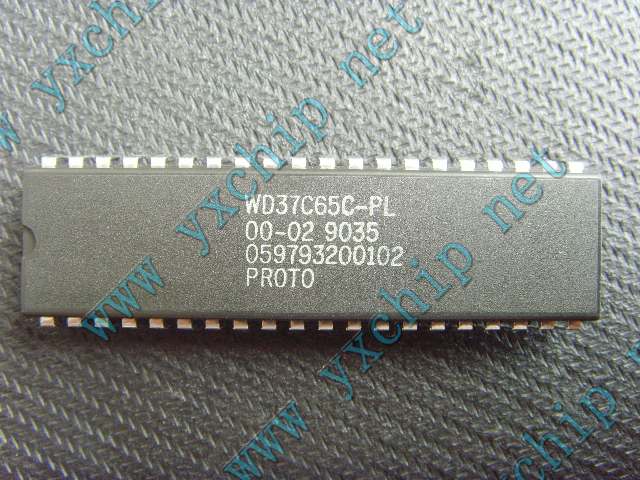 WD37C65C-PL
00-02 9035
059793200102
PROTO
www yxchip net
www yxchip net
www yxchip net